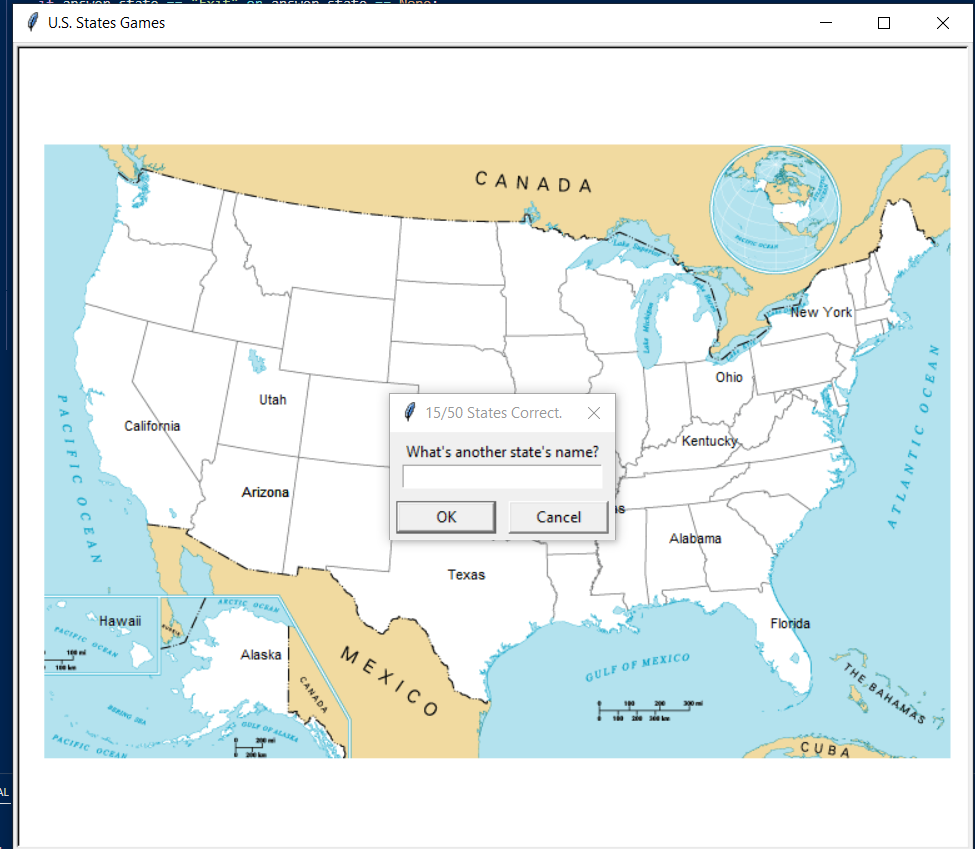 if answer_state == "Exit" or answer_state == None:
U.S. States Games
CANADA
PACIFIC OCEAN
Lake Superior
Lake Huron
Lake Michigan
New York
Ohio
Utah
California
Kentucky
15/50 States Correct.
What's another state's name?
OK
Cancel
Arizona
as
Alabama
Texas
PACIFIC OCEAN
ATLANTIC OCEAN
ARCTIC OCEAN
Hawaii
PACIFIC OCEAN
100 mi
100 km
RUSSIA
Alaska
CANADA
MEXICO
Florida
GULF OF MEXICO
0 100 200 300 mi
0 100 200 300 km
THE BAHAMAS
CUBA
BERING SEA
GULF OF ALASKA
PACIFIC OCEAN
0 200 mi
0 200 km
AL